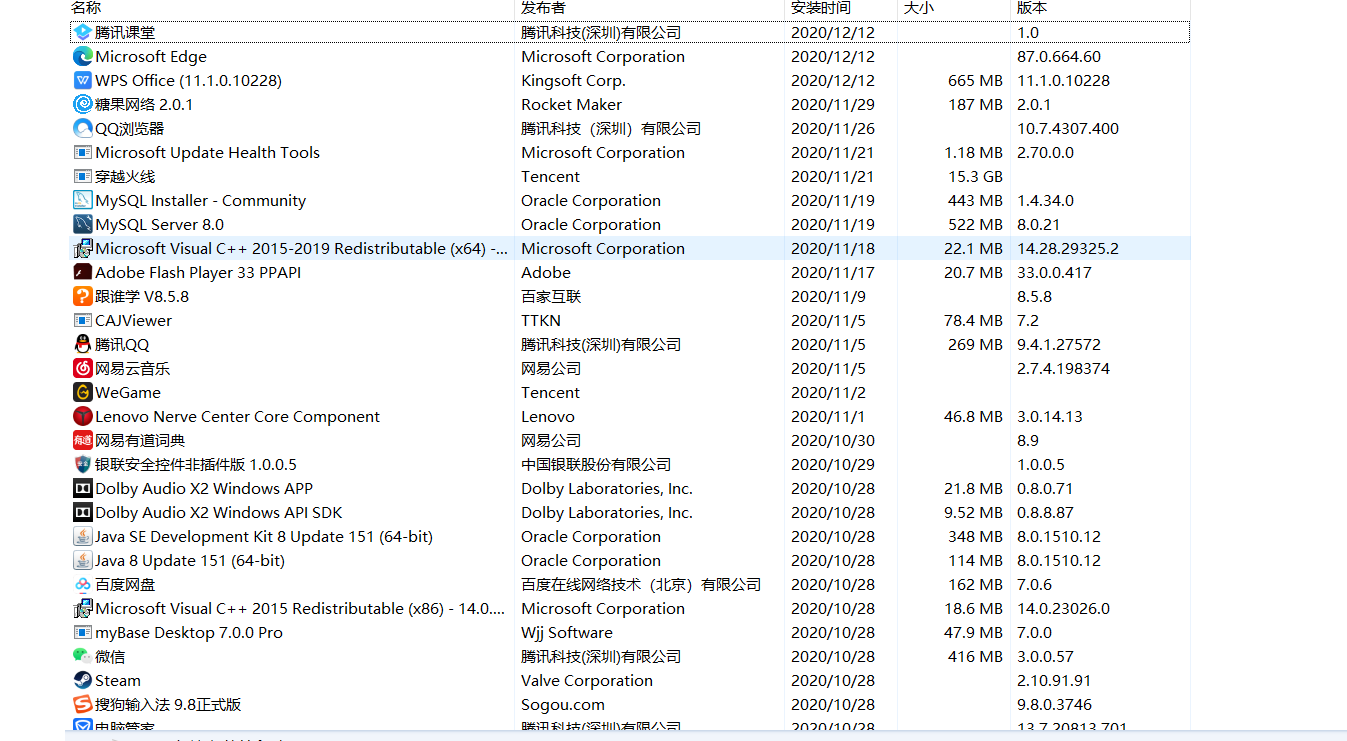 名称 发布者 安装时间 大小 版本
腾讯课堂 腾讯科技(深圳)有限公司 2020/12/12 1.0
Microsoft Edge Microsoft Corporation 2020/12/12 87.0.664.60
WPS Office (11.1.0.10228) Kingsoft Corp. 2020/12/12 665 MB 11.1.0.10228
糖果网络 2.0.1 Rocket Maker 2020/11/29 187 MB 2.0.1
QQ浏览器 腾讯科技（深圳）有限公司 2020/11/26 10.7.4307.400
Microsoft Update Health Tools Microsoft Corporation 2020/11/21 1.18 MB 2.70.0.0
穿越火线 Tencent 2020/11/21 15.3 GB
MySQL Installer - Community Oracle Corporation 2020/11/19 443 MB 1.4.34.0
MySQL Server 8.0 Oracle Corporation 2020/11/19 522 MB 8.0.21
Microsoft Visual C++ 2015-2019 Redistributable (x64) -... Microsoft Corporation 2020/11/18 22.1 MB 14.28.29325.2
Adobe Flash Player 33 PPAPI Adobe 2020/11/17 20.7 MB 33.0.0.417
跟谁学 V8.5.8 百家互联 2020/11/9 8.5.8
CAJViewer TTKN 2020/11/5 78.4 MB 7.2
腾讯QQ 腾讯科技(深圳)有限公司 2020/11/5 269 MB 9.4.1.27572
网易云音乐 网易公司 2020/11/5 2.7.4.198374
WeGame Tencent 2020/11/2
Lenovo Nerve Center Core Component Lenovo 2020/11/1 46.8 MB 3.0.14.13
有道 网易有道词典 网易公司 2020/10/30 8.9
银联安全控件非插件版 1.0.0.5 中国银联股份有限公司 2020/10/29 1.0.0.5
Dolby Audio X2 Windows APP Dolby Laboratories, Inc. 2020/10/28 21.8 MB 0.8.0.71
Dolby Audio X2 Windows API SDK Dolby Laboratories, Inc. 2020/10/28 9.52 MB 0.8.8.87
Java SE Development Kit 8 Update 151 (64-bit) Oracle Corporation 2020/10/28 348 MB 8.0.1510.12
Java 8 Update 151 (64-bit) Oracle Corporation 2020/10/28 114 MB 8.0.1510.12
百度网盘 百度在线网络技术（北京）有限公司 2020/10/28 162 MB 7.0.6
Microsoft Visual C++ 2015 Redistributable (x86) - 14.0.... Microsoft Corporation 2020/10/28 18.6 MB 14.0.23026.0
myBase Desktop 7.0.0 Pro Wjj Software 2020/10/28 47.9 MB 7.0.0
微信 腾讯科技(深圳)有限公司 2020/10/28 416 MB 3.0.0.57
Steam Valve Corporation 2020/10/28 2.10.91.91
搜狗输入法 9.8正式版 Sogou.com 2020/10/28 9.8.0.3746
电脑管家 腾讯科技(深圳)有限公司 2020/10/28 13.7.20813.701